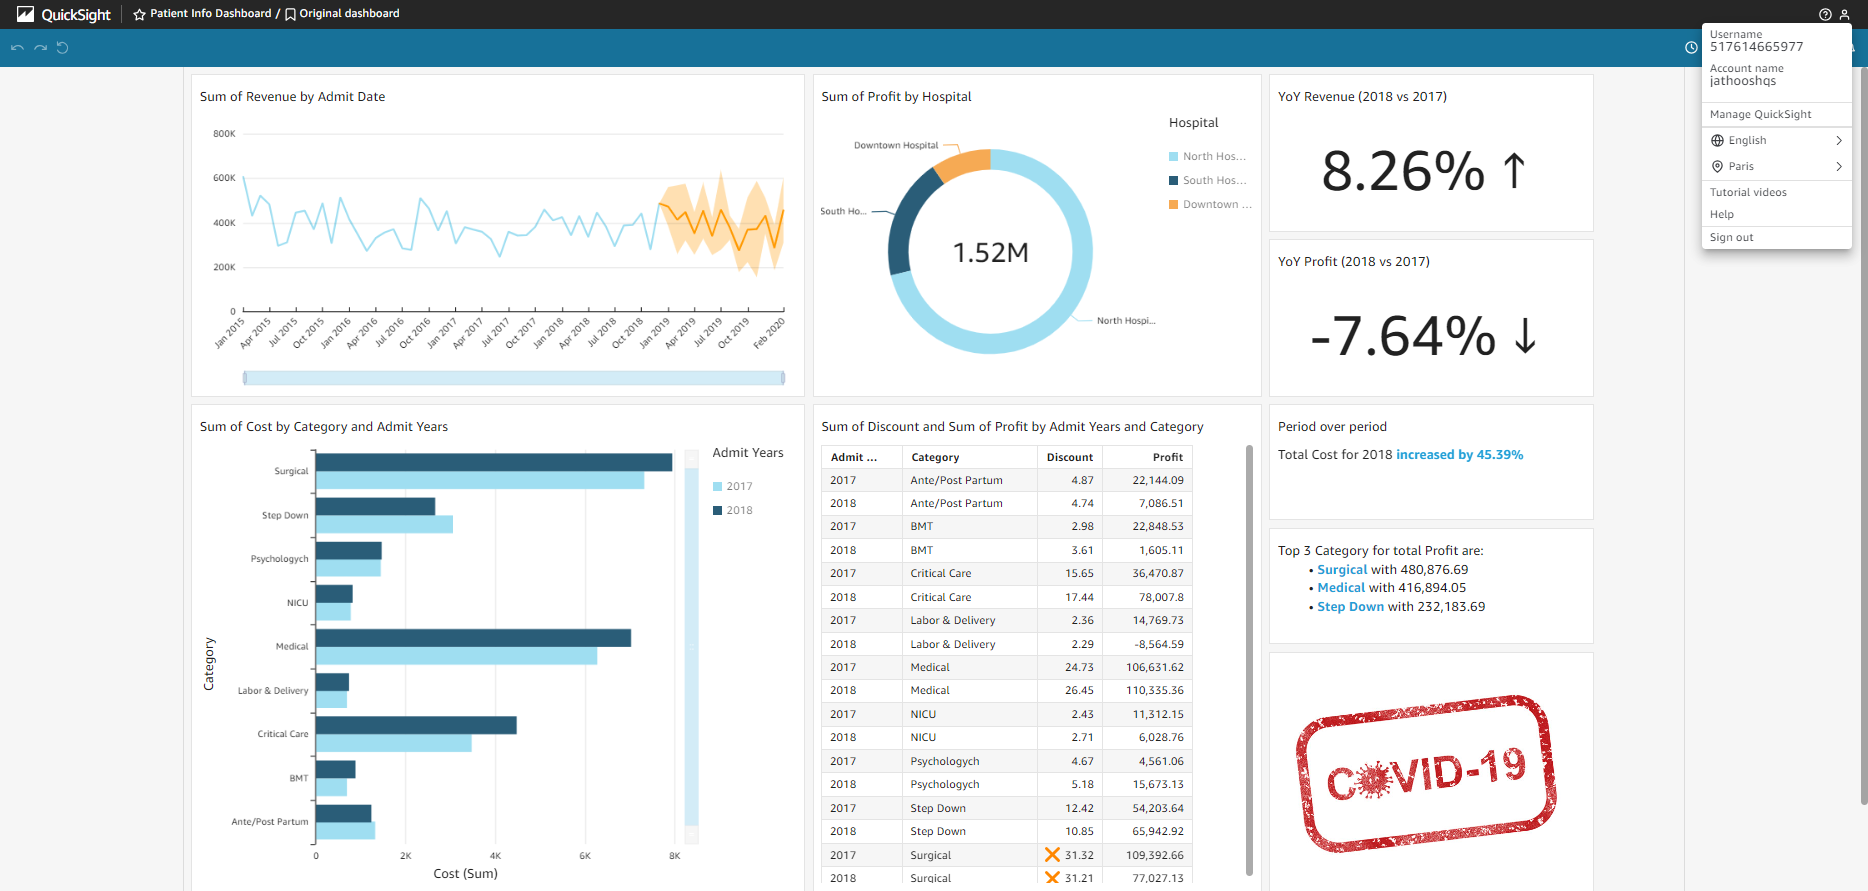 QuickSight
Patient Info Dashboard / Original dashboard
Username
517614665977
Account name
jathooshqs
Manage QuickSight
English
Paris
Tutorial videos
Help
Sign out
Sum of Revenue by Admit Date
800K
600K
400K
200K
0
Jan 2015
Apr 2015
Jul 2015
Oct 2015
Jan 2016
Apr 2016
Jul 2016
Oct 2016
Jan 2017
Apr 2017
Jul 2017
Oct 2017
Jan 2018
Apr 2018
Jul 2018
Oct 2018
Jan 2019
Apr 2019
Jul 2019
Oct 2019
Feb 2020
Sum of Profit by Hospital
Downtown Hospital
South Ho...
1.52M
North Hospi...
Hospital
North Hos...
South Hos...
Downtown ...
YoY Revenue (2018 vs 2017)
8.26% ↑
YoY Profit (2018 vs 2017)
-7.64% ↓
Sum of Cost by Category and Admit Years
Category
Surgical
Step Down
Psychologych
NICU
Medical
Labor & Delivery
Critical Care
BMT
Ante/Post Partum
0 2K 4K 6K 8K
Cost (Sum)
Admit Years
2017
2018
Sum of Discount and Sum of Profit by Admit Years and Category
Admit ... Category Discount Profit
2017 Ante/Post Partum 4.87 22,144.09
2018 Ante/Post Partum 4.74 7,086.51
2017 BMT 2.98 22,848.53
2018 BMT 3.61 1,605.11
2017 Critical Care 15.65 36,470.87
2018 Critical Care 17.44 78,007.8
2017 Labor & Delivery 2.36 14,769.73
2018 Labor & Delivery 2.29 -8,564.59
2017 Medical 24.73 106,631.62
2018 Medical 26.45 110,335.36
2017 NICU 2.43 11,312.15
2018 NICU 2.71 6,028.76
2017 Psychologych 4.67 4,561.06
2018 Psychologych 5.18 15,673.13
2017 Step Down 12.42 54,203.64
2018 Step Down 10.85 65,942.92
2017 Surgical 31.32 109,392.66
2018 Surgical 31.21 77,027.13
Period over period
Total Cost for 2018 increased by 45.39%
Top 3 Category for total Profit are:
• Surgical with 480,876.69
• Medical with 416,894.05
• Step Down with 232,183.69
COVID-19